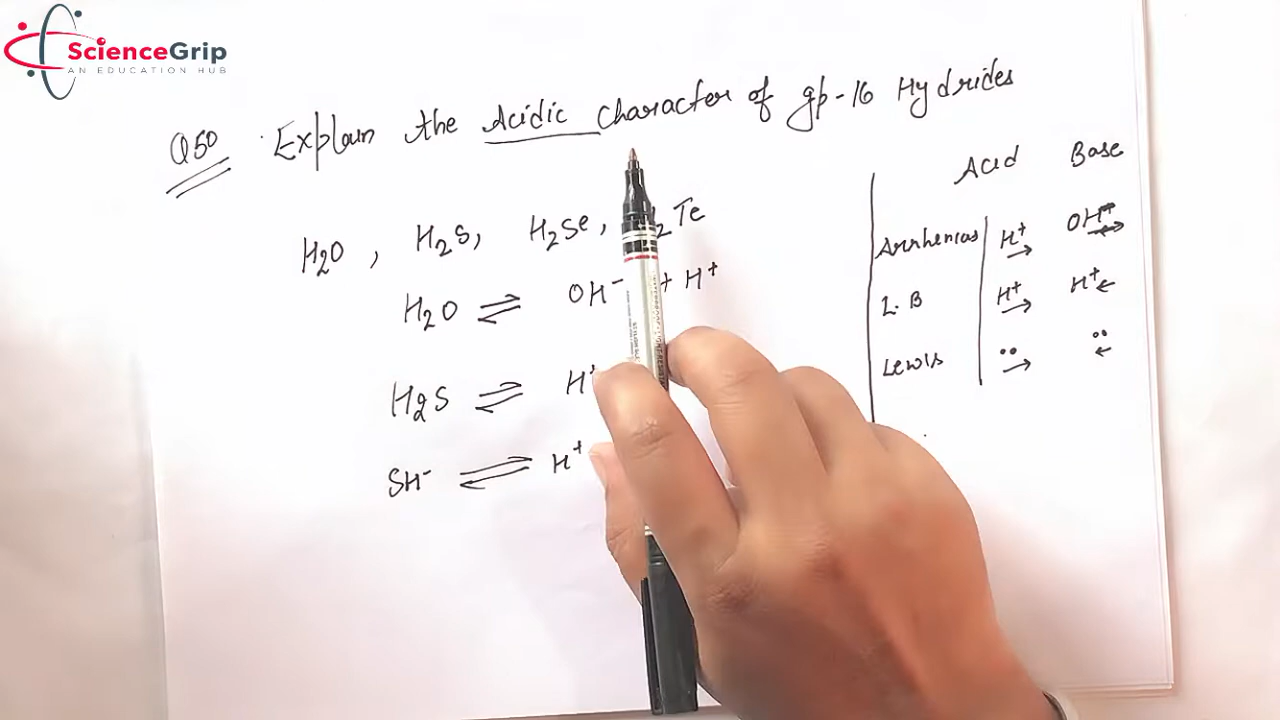 ScienceGrip
AN EDUCATION HUB
Q50 Explain the Acidic Character of gp-16 Hydrides
H2O, H2S, H2Se, 2Te
H2O ⇌ OH- + H+
H2S ⇌ H+
SH- ⇌ H+
Acid Base
Arrhenius H+ → OH-
L.B H+ → H+ ←
Lewis •• → •• ←